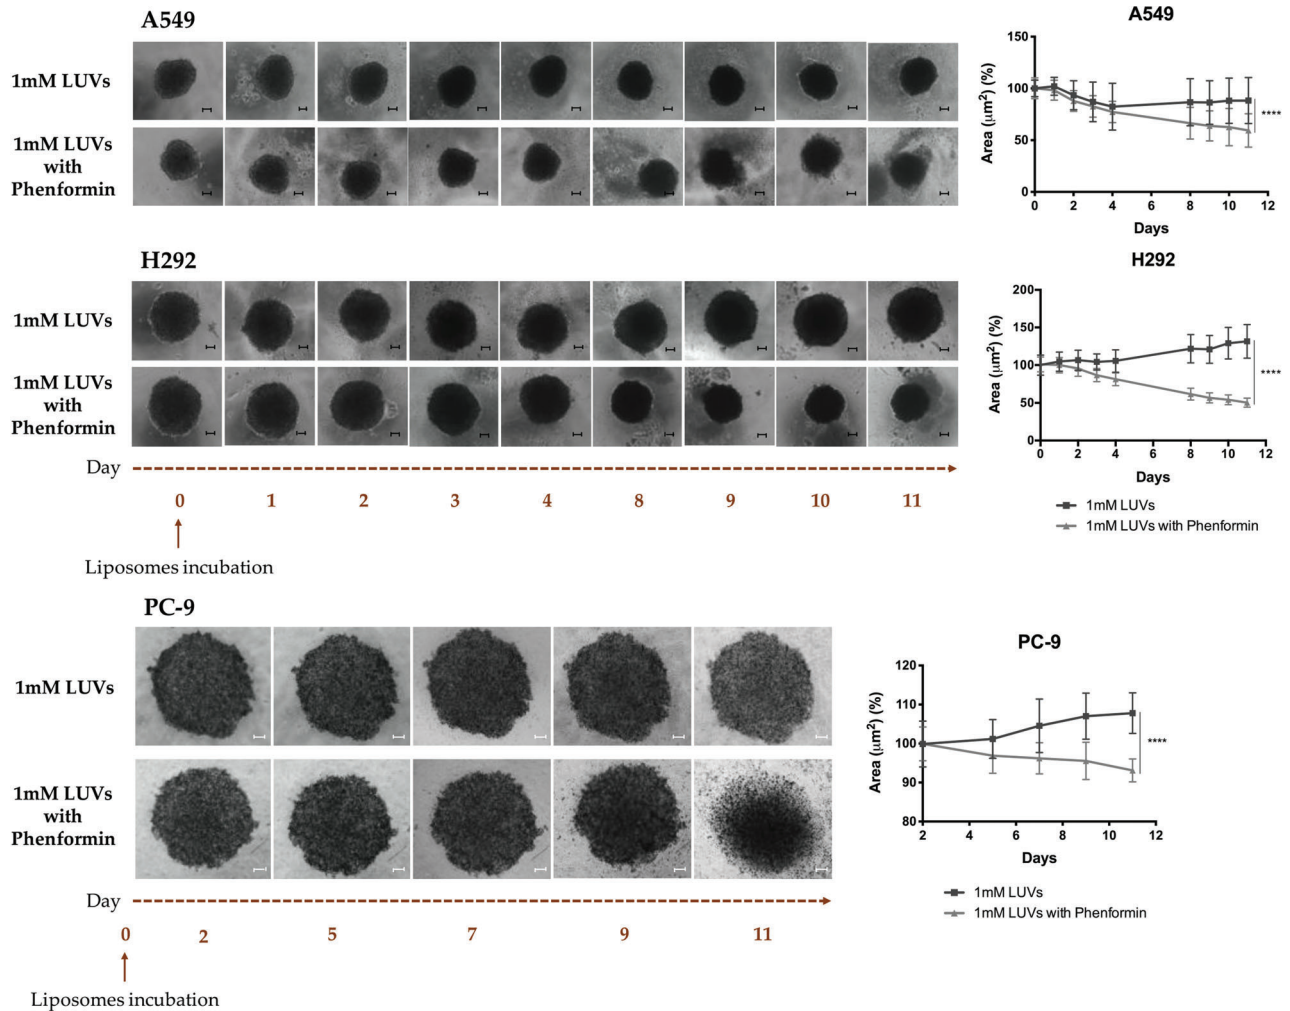 A549
1mM LUVs
1mM LUVs
with
Phenformin
A549
Area (μm²) (%)
150
100
50
0
0 2 4 6 8 10 12
Days
****
H292
1mM LUVs
1mM LUVs
with
Phenformin
H292
Area (μm²) (%)
200
150
100
50
0
0 2 4 6 8 10 12
Days
****
1mM LUVs
1mM LUVs with Phenformin
Day
0 1 2 3 4 8 9 10 11
Liposomes incubation
PC-9
1mM LUVs
1mM LUVs
with
Phenformin
PC-9
Area (μm²) (%)
120
110
100
90
80
2 4 6 8 10 12
Days
****
1mM LUVs
1mM LUVs with Phenformin
Day
0 2 5 7 9 11
Liposomes incubation